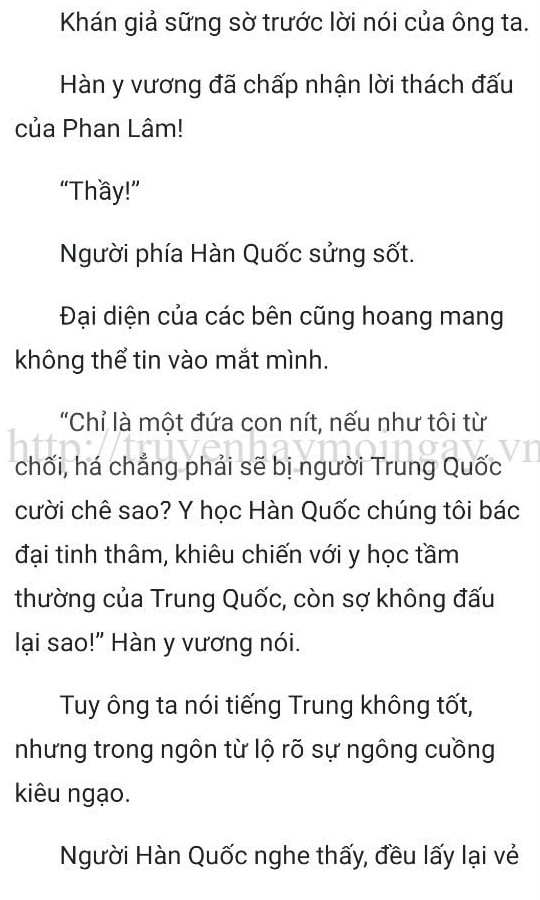 Khán giả sững sờ trước lời nói của ông ta.
Hàn y vương đã chấp nhận lời thách đấu
của Phan Lâm!
“Thầy!”
Người phía Hàn Quốc sửng sốt.
Đại diện của các bên cũng hoang mang
không thể tin vào mắt mình.
“Chỉ là một đứa con nít, nếu như tôi từ
http://truyenhaymoingay.vn
chối, há chẳng phải sẽ bị người Trung Quốc
cười chê sao? Y học Hàn Quốc chúng tôi bác
đại tinh thâm, khiêu chiến với y học tầm
thường của Trung Quốc, còn sợ không đấu
lại sao!” Hàn y vương nói.
Tuy ông ta nói tiếng Trung không tốt,
nhưng trong ngôn từ lộ rõ sự ngông cuồng
kiêu ngạo.
Người Hàn Quốc nghe thấy, đều lấy lại vẻ